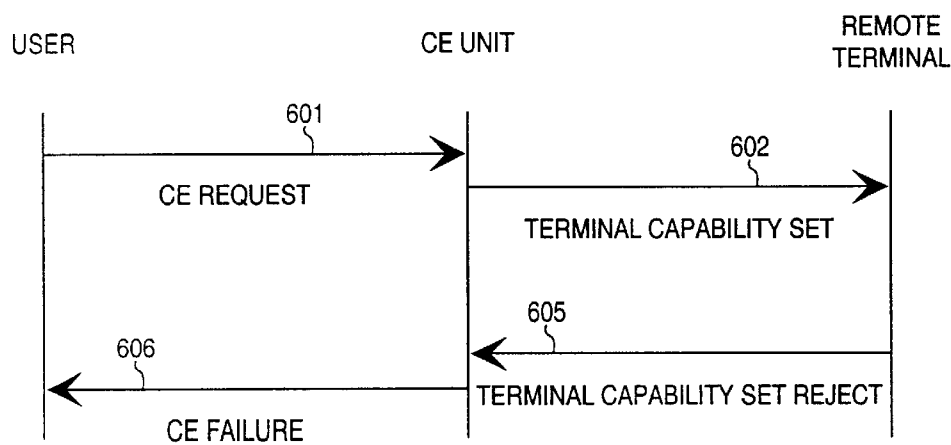 USER
CE UNIT
REMOTE
TERMINAL
601
CE REQUEST
602
TERMINAL CAPABILITY SET
605
TERMINAL CAPABILITY SET REJECT
606
CE FAILURE